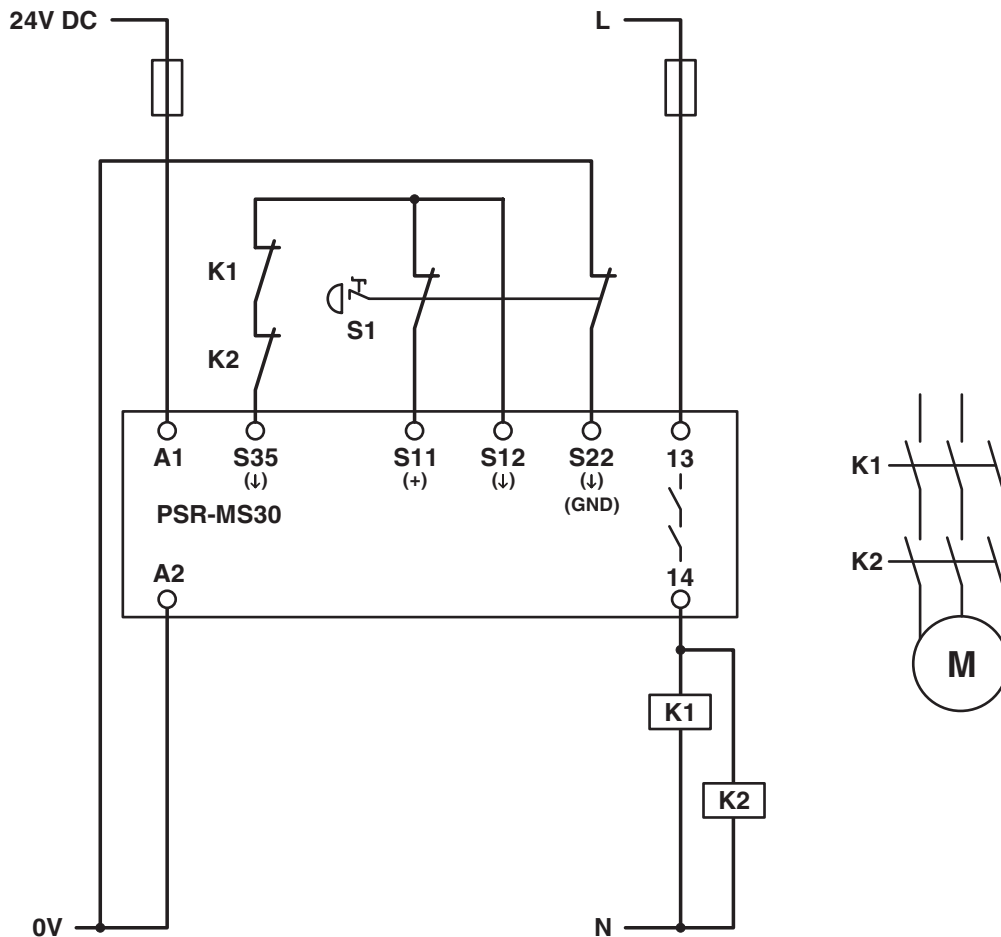 24V DC
L
K1
S1
K2
A1
S35
(↓)
S11
(+)
S12
(↓)
S22
(↓)
(GND)
13
PSR-MS30
A2
14
K1
K2
0V
N
K1
K2
M